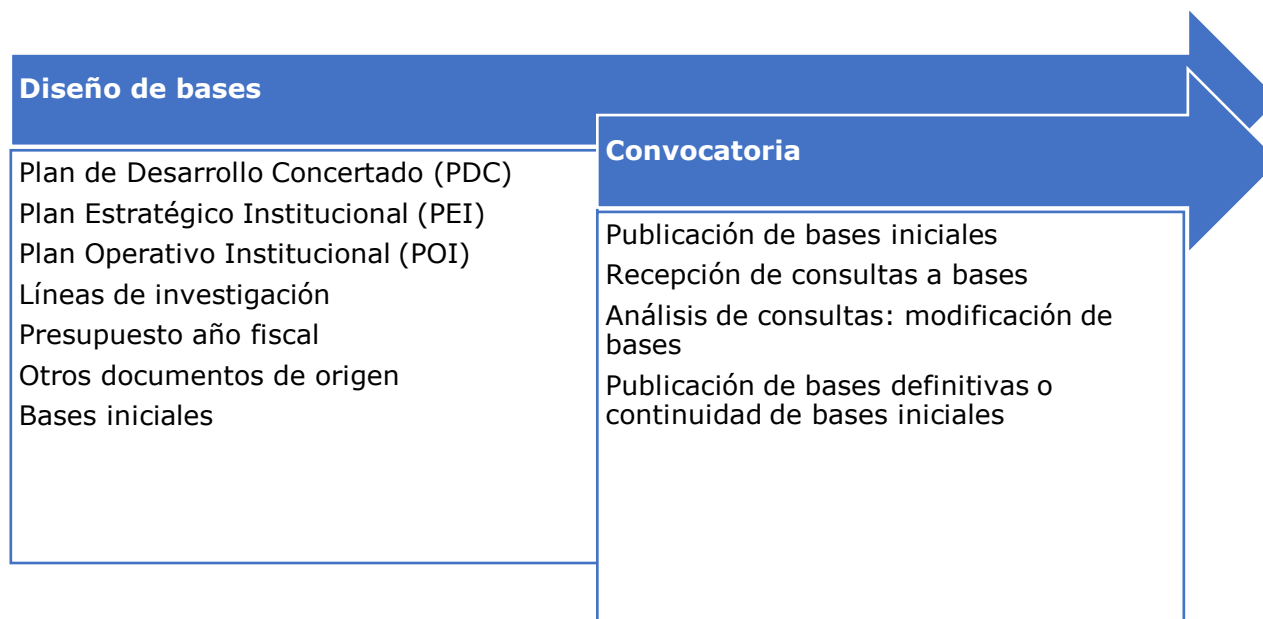 Diseño de bases
Plan de Desarrollo Concertado (PDC)
Plan Estratégico Institucional (PEI)
Plan Operativo Institucional (POI)
Líneas de investigación
Presupuesto año fiscal
Otros documentos de origen
Bases iniciales
Convocatoria
Publicación de bases iniciales
Recepción de consultas a bases
Análisis de consultas: modificación de
bases
Publicación de bases definitivas o
continuidad de bases iniciales